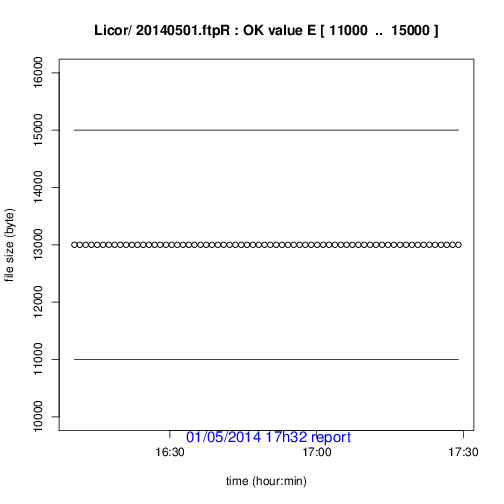 Licor/ 20140501.ftpR : OK value E [ 11000 .. 15000 ]
16000
15000
14000
13000
12000
11000
10000
file size (byte)
01/05/2014 17h32 report
16:30
17:00
17:30
time (hour:min)